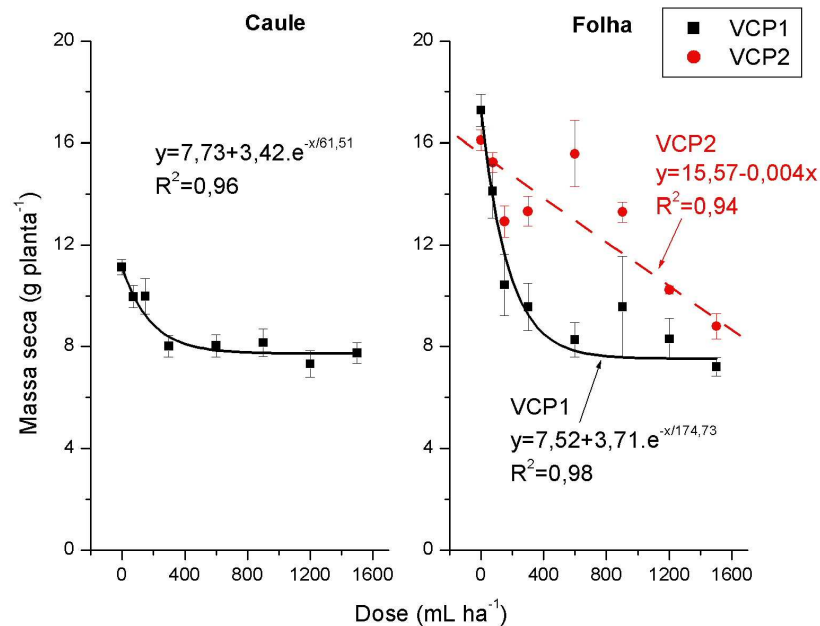 Caule
Folha
VCP1
VCP2
20
16
12
8
4
0
Massa seca (g planta⁻¹)
y=7,73+3,42.e^-x/61,51
R²=0,96
0
400
800
1200
1600
20
16
12
8
4
0
VCP2
y=15,57-0,004x
R²=0,94
VCP1
y=7,52+3,71.e^-x/174,73
R²=0,98
0
400
800
1200
1600
Dose (mL ha⁻¹)